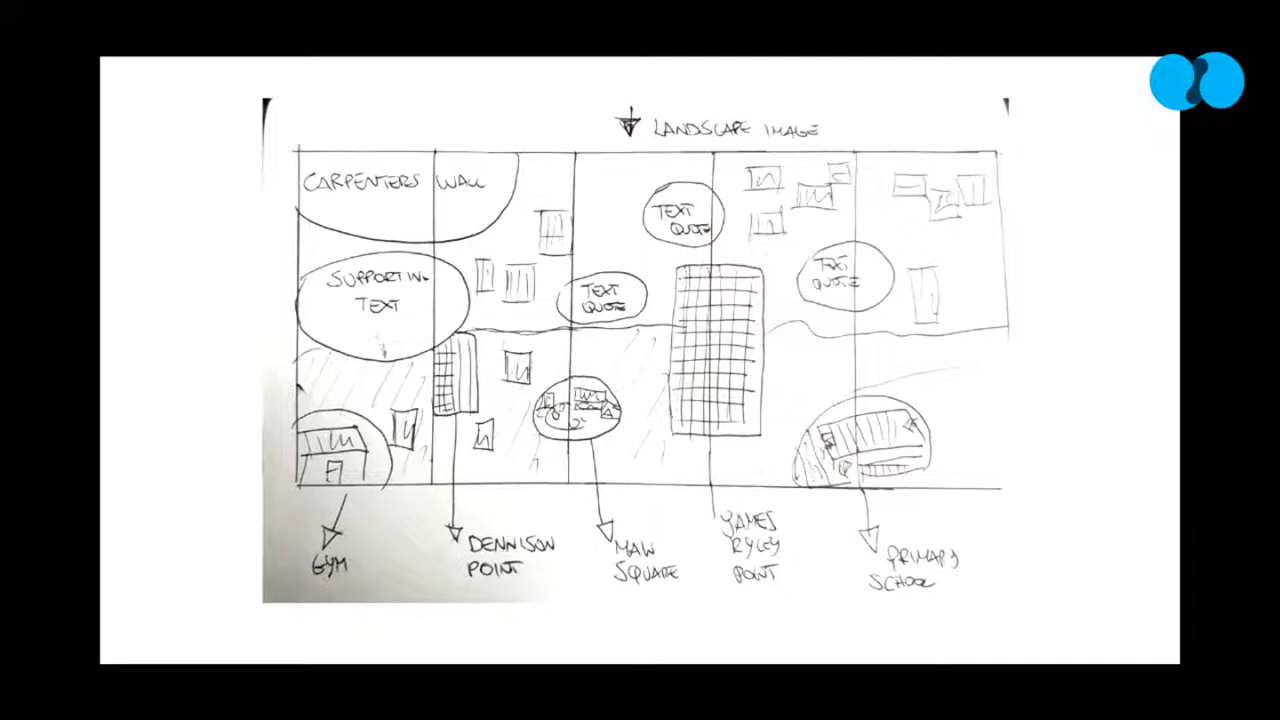 LANDSCAPE IMAGE
CARPENTERS WALL
TEXT
QUOTE
SUPPORTING
TEXT
TEXT
QUOTE
TEXT
QUOTE
GYM
DENNISON
POINT
MAIN
SQUARE
JAMES
RYLEY
POINT
PRIMARY
SCHOOL